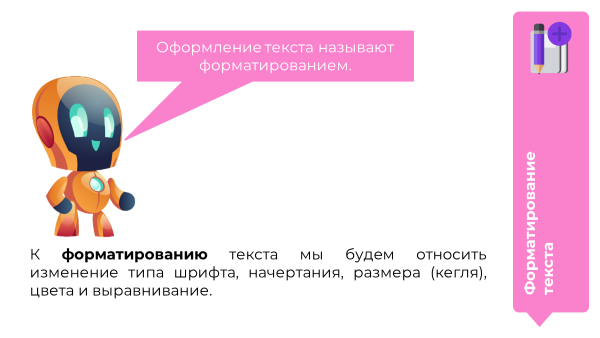 Оформление текста называют
форматированием.
К форматированию текста мы будем относить
изменение типа шрифта, начертания, размера (кегля),
цвета и выравнивание.
Форматирование
текста